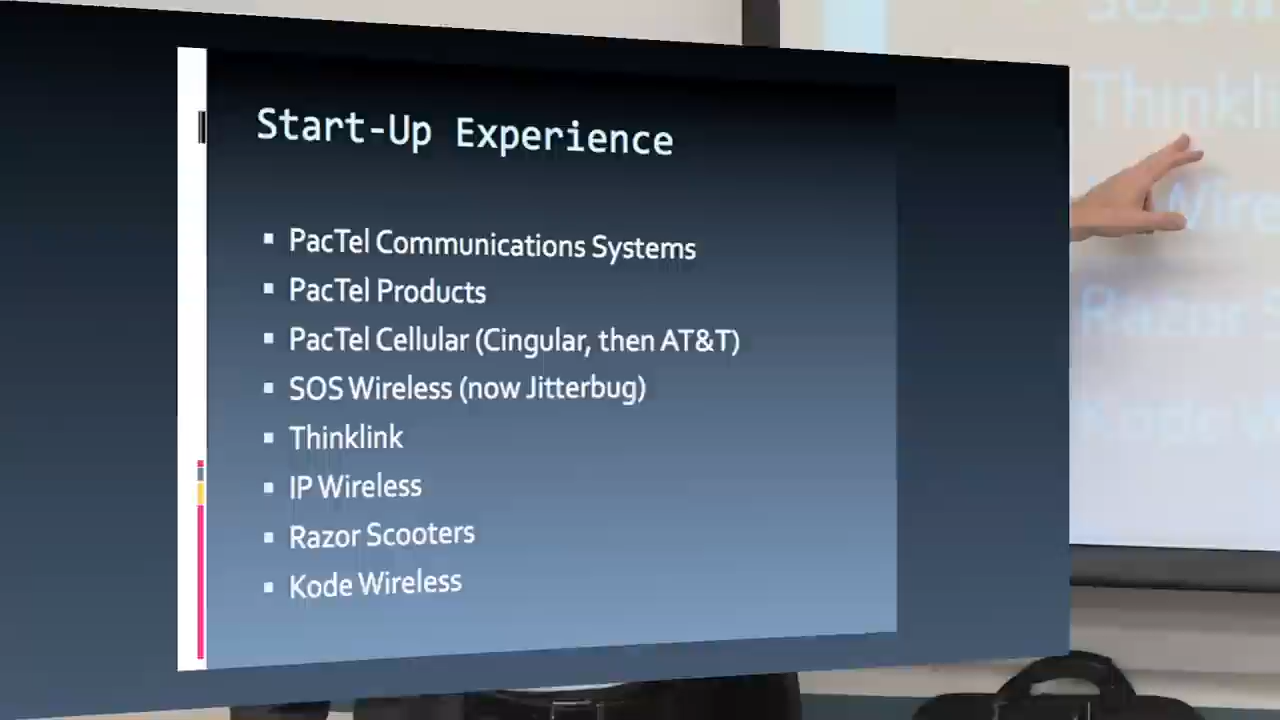 Start-Up Experience
PacTel Communications Systems
PacTel Products
PacTel Cellular (Cingular, then AT&T)
SOS Wireless (now Jitterbug)
Thinklink
IP Wireless
Razor Scooters
Kode Wireless